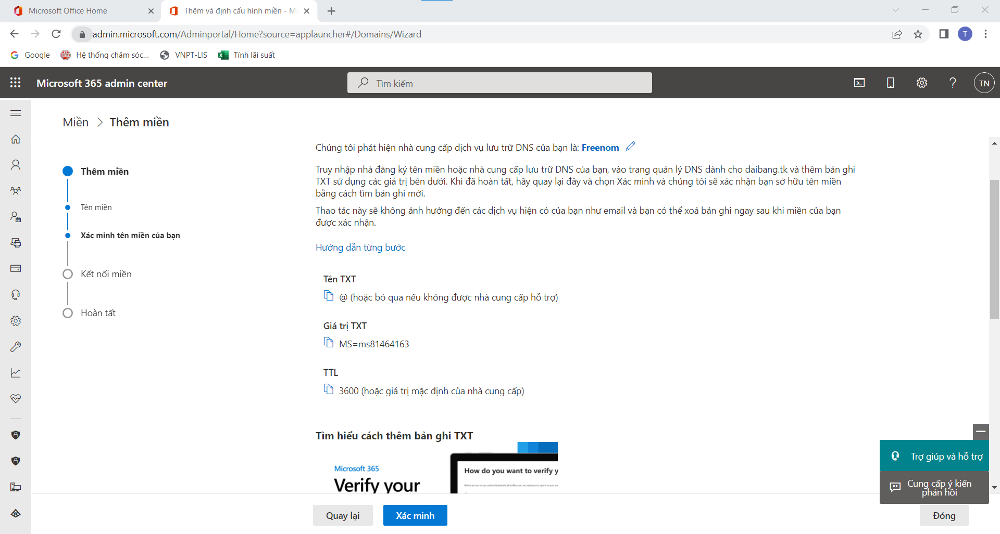 Microsoft Office Home
Thêm và định cấu hình miền - Mi
admin.microsoft.com/Adminportal/Home?source=applauncher#/Domains/Wizard
T
Google
Hệ thống chăm sóc...
VNPT-LIS
Tính lãi suất
Microsoft 365 admin center
Tìm kiếm
TN
Miền > Thêm miền
Thêm miền
Tên miền
Xác minh tên miền của bạn
Kết nối miền
Hoàn tất
Chúng tôi phát hiện nhà cung cấp dịch vụ lưu trữ DNS của bạn là: Freenom
Truy nhập nhà đăng ký tên miền hoặc nhà cung cấp lưu trữ DNS của bạn, vào trang quản lý DNS dành cho daibang.tk và thêm bản ghi
TXT sử dụng các giá trị bên dưới. Khi đã hoàn tất, hãy quay lại đây và chọn Xác minh và chúng tôi sẽ xác nhận bạn sở hữu tên miền
bằng cách tìm bản ghi mới.
Thao tác này sẽ không ảnh hưởng đến các dịch vụ hiện có của bạn như email và bạn có thể xoá bản ghi ngay sau khi miền của bạn
được xác nhận.
Hướng dẫn từng bước
Tên TXT
@ (hoặc bỏ qua nếu không được nhà cung cấp hỗ trợ)
Giá trị TXT
MS=ms81464163
TTL
3600 (hoặc giá trị mặc định của nhà cung cấp)
Tìm hiểu cách thêm bản ghi TXT
Microsoft 365
Verify your
How do you want to verify y
Trợ giúp và hỗ trợ
Cung cấp ý kiến
phản hồi
Quay lại
Xác minh
Đóng